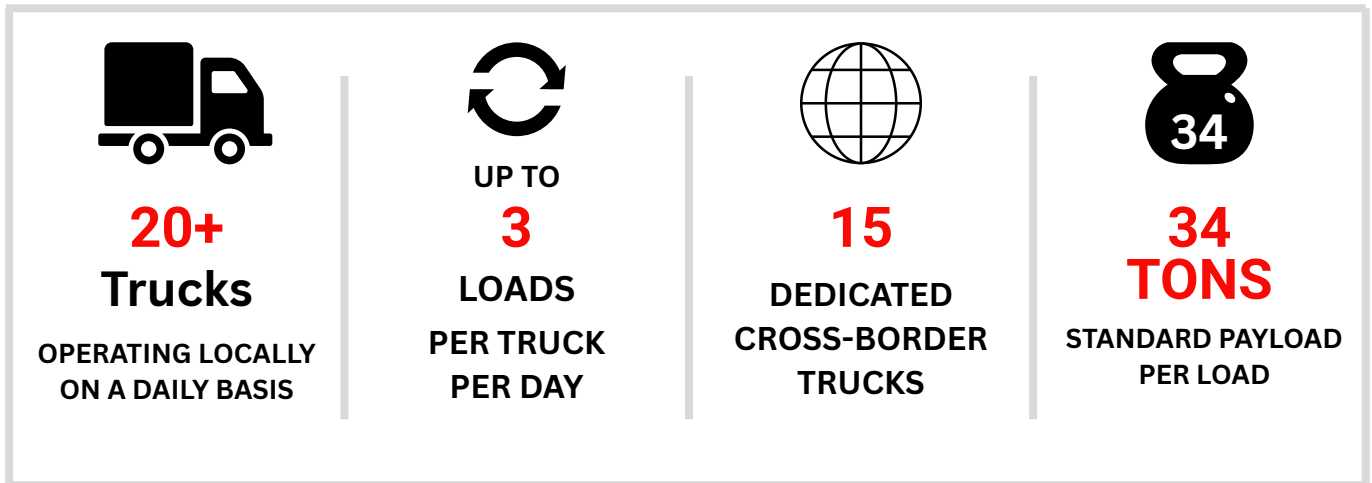 20+
Trucks
OPERATING LOCALLY
ON A DAILY BASIS
UP TO
3
LOADS
PER TRUCK
PER DAY
15
DEDICATED
CROSS-BORDER
TRUCKS
34
34
TONS
STANDARD PAYLOAD
PER LOAD